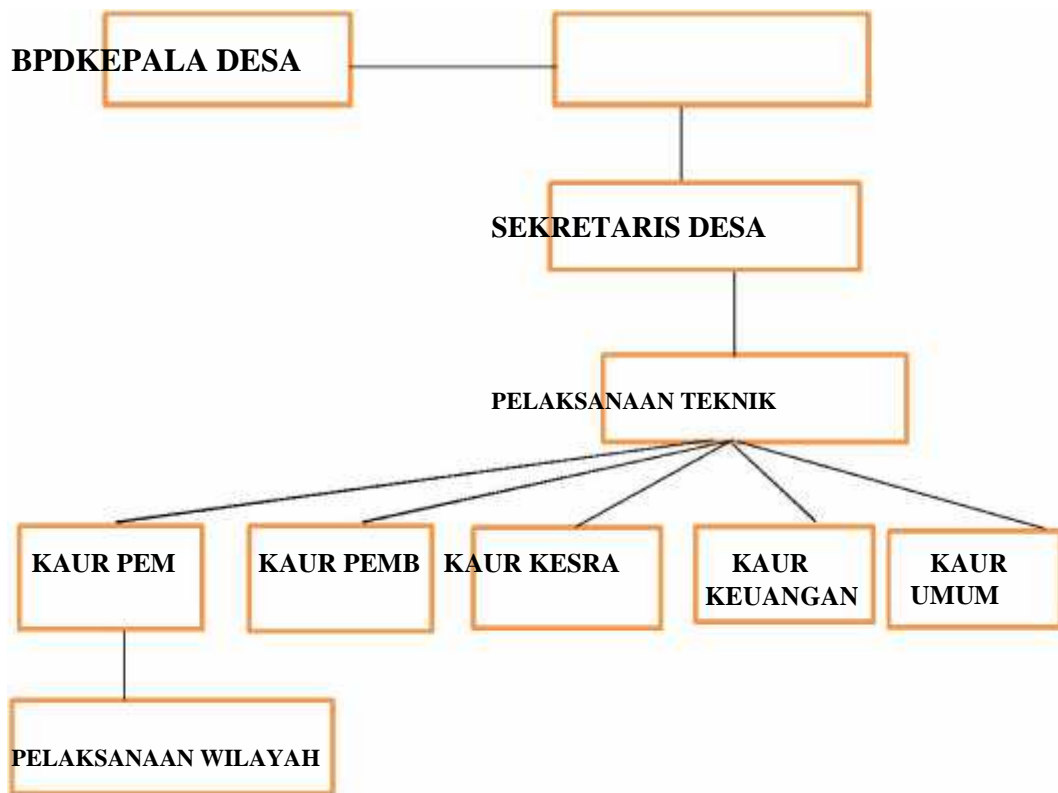 BPDKEPALA DESA
SEKRETARIS DESA
PELAKSANAAN TEKNIK
KAUR PEM
KAUR PEMB
KAUR KESRA
KAUR
KEUANGAN
KAUR
UMUM
PELAKSANAAN WILAYAH